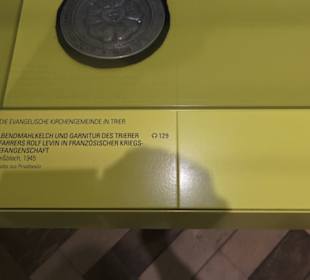 DIE EVANGELISCHE KIRCHENGEMEINDE IN TRIER
ABENDMAHLKELCH UND GARNITUR DES TRIERER
PFARRERS ROLF LEVIN IN FRANZÖSISCHER KRIEGS-
GEFANGENSCHAFT
1945
129